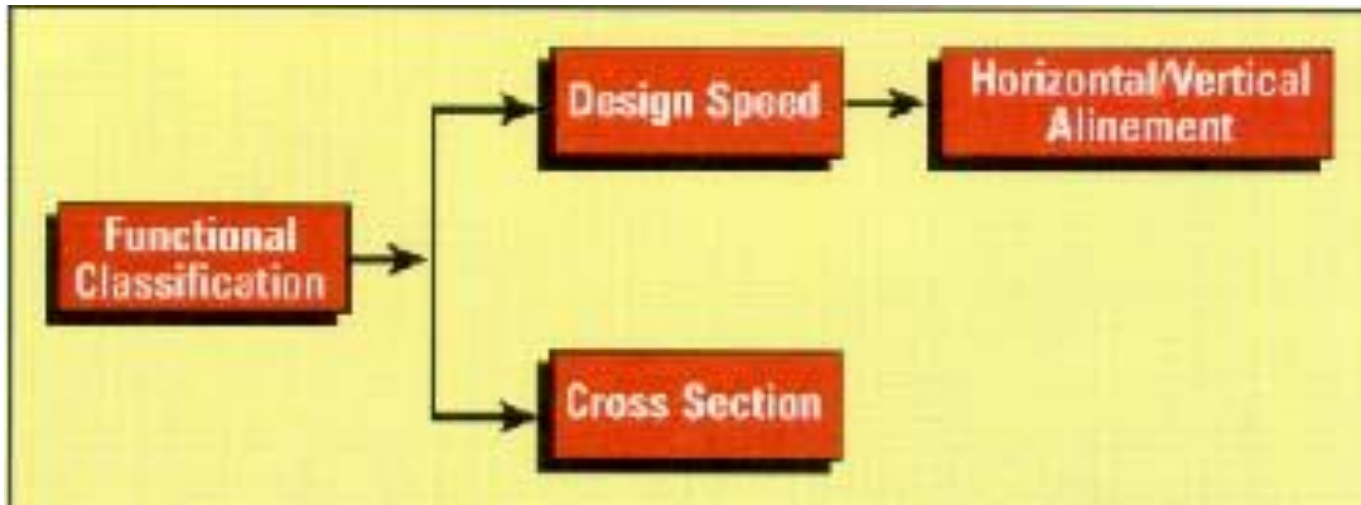 Design Speed
Horizontal/Vertical
Alinement
Functional
Classification
Cross Section